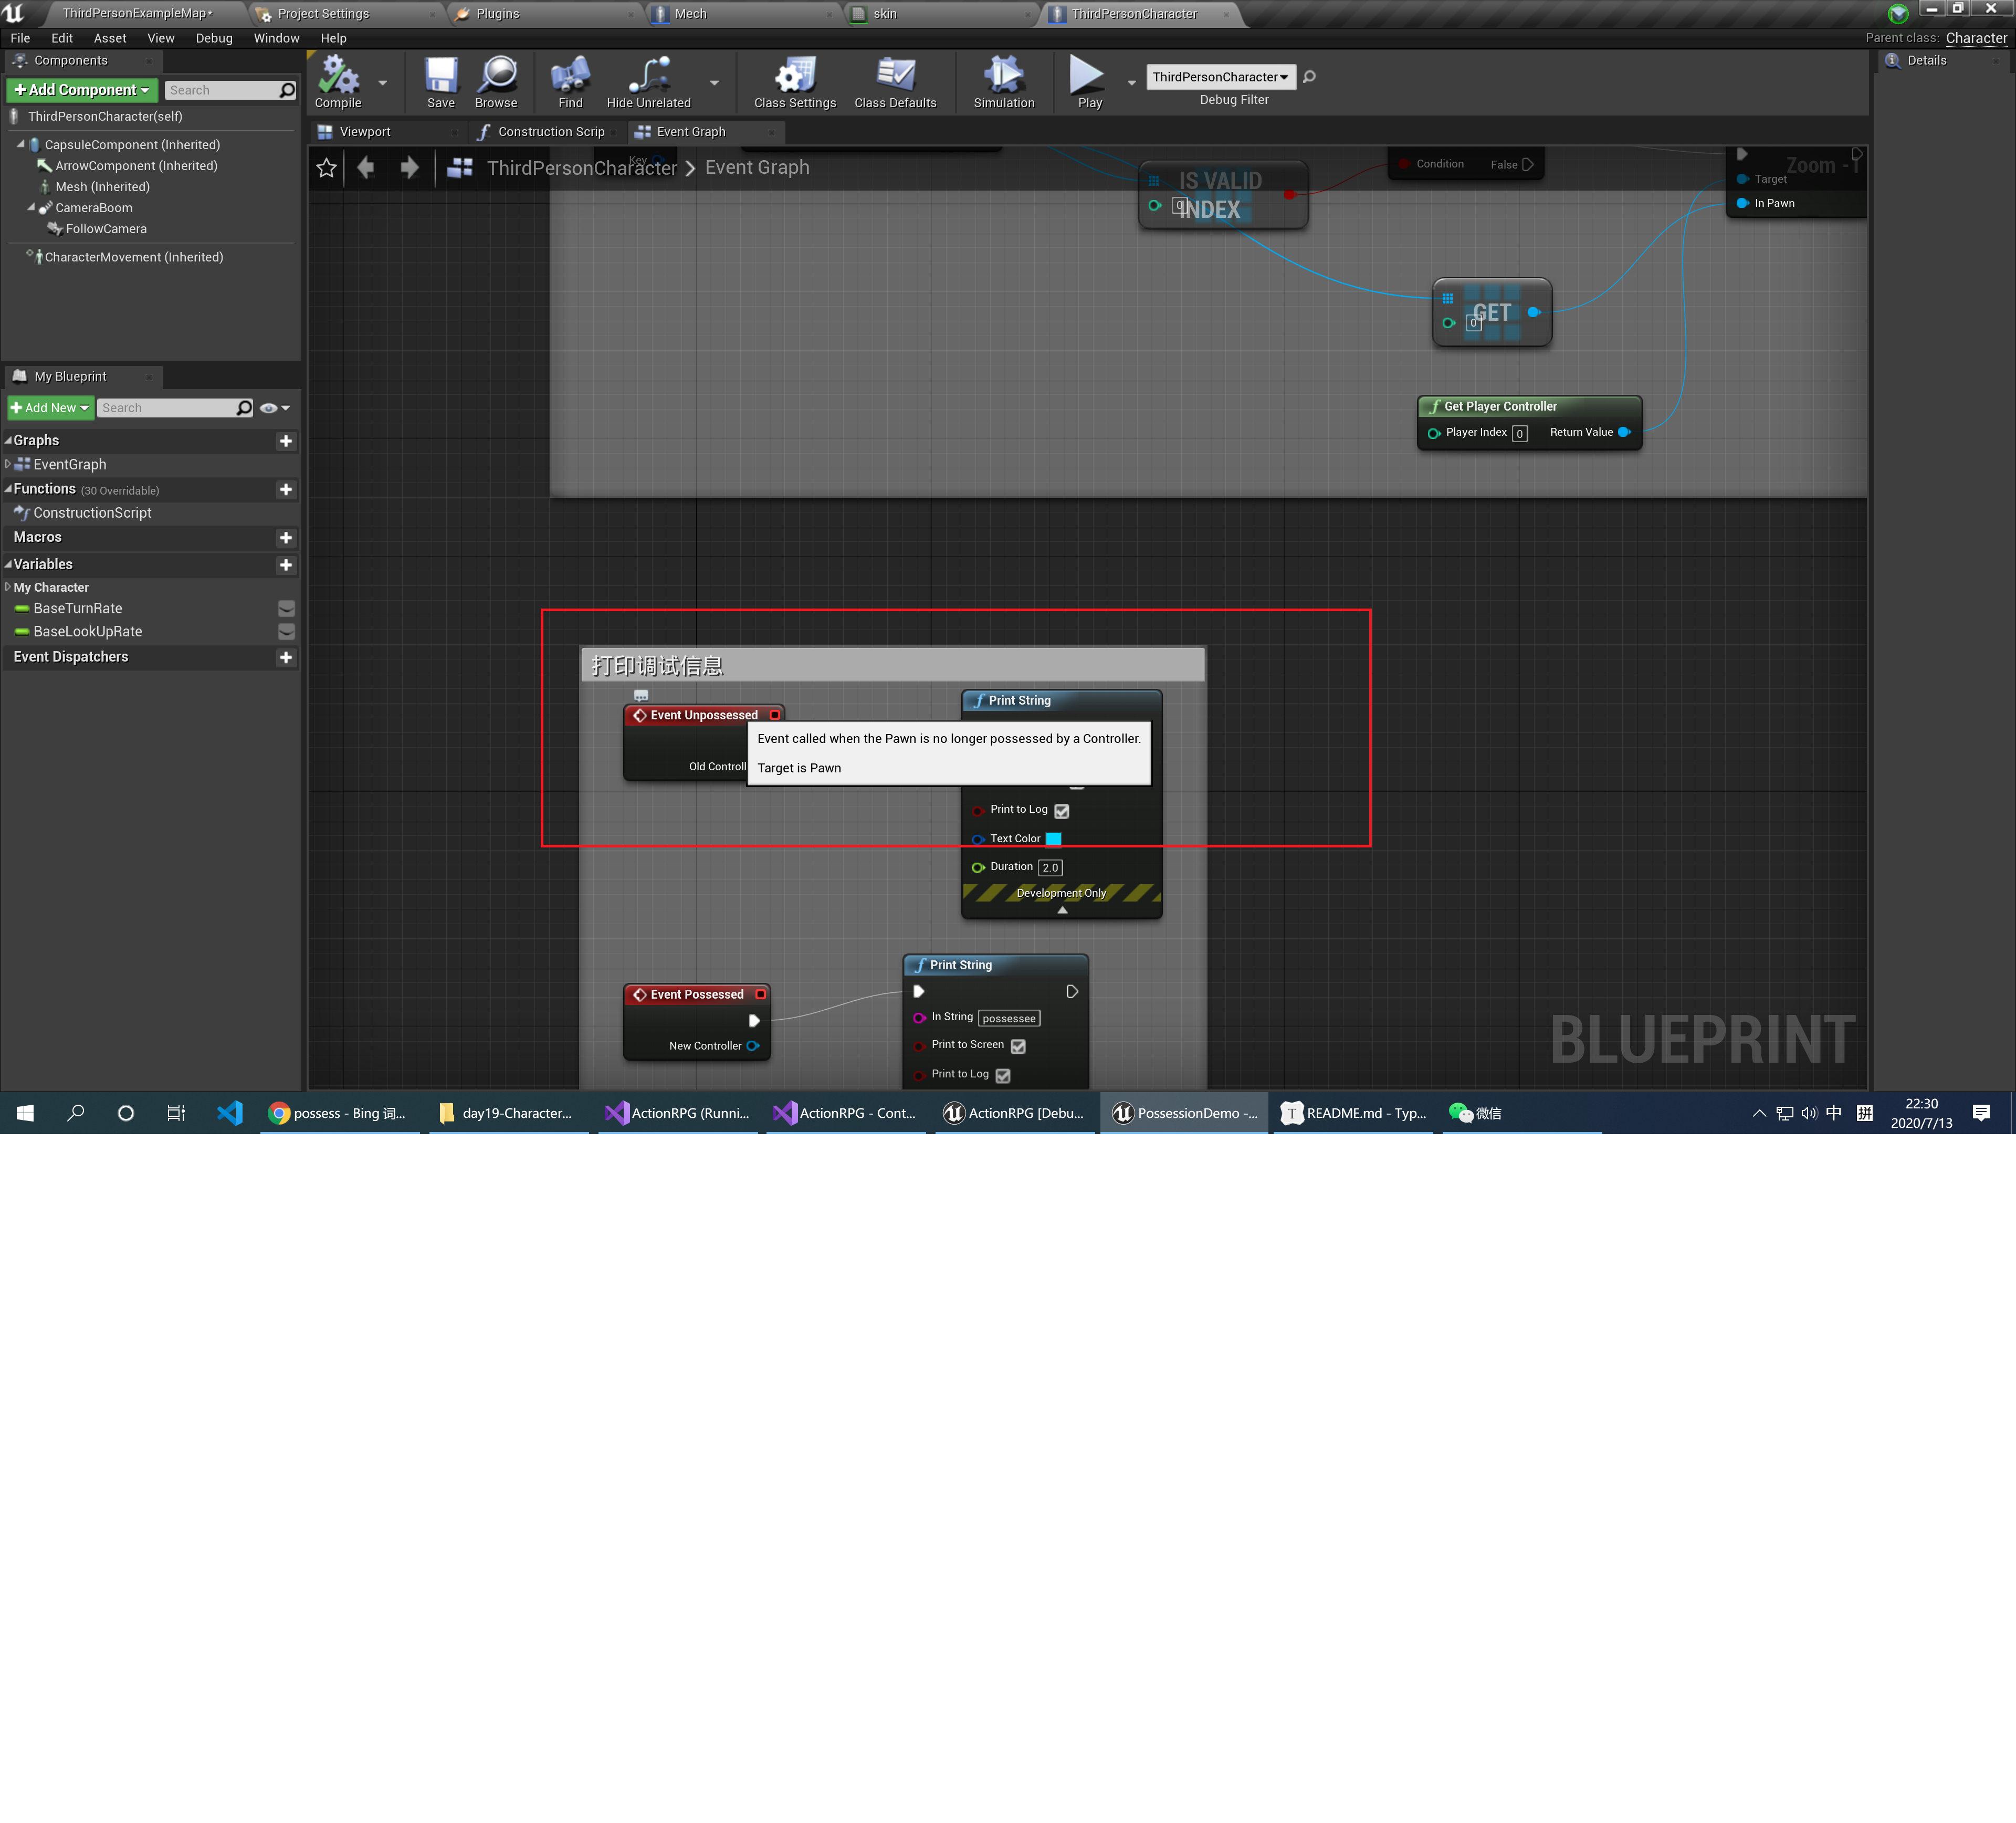 ThirdPersonExampleMap*
Project Settings
Plugins
Mech
skin
ThirdPersonCharacter
File Edit Asset View Debug Window Help
Parent class: Character
Components
Details
+Add Component
Search
Compile
Save
Browse
Find
Hide Unrelated
Class Settings
Class Defaults
Simulation
Play
ThirdPersonCharacter
Debug Filter
ThirdPersonCharacter(self)
CapsuleComponent (Inherited)
ArrowComponent (Inherited)
Mesh (Inherited)
CameraBoom
FollowCamera
CharacterMovement (Inherited)
Viewport
Construction Scrip
Event Graph
ThirdPersonCharacter > Event Graph
Key
IS VALID
INDEX
0
Condition
False
Zoom -1
Target
In Pawn
GET
0
Get Player Controller
Player Index 0
Return Value
My Blueprint
+Add New
Search
Graphs
EventGraph
Functions (30 Overridable)
ConstructionScript
Macros
Variables
My Character
BaseTurnRate
BaseLookUpRate
Event Dispatchers
打印调试信息
Event Unpossessed
Print String
Event called when the Pawn is no longer possessed by a Controller.
Old Controll
Target is Pawn
Print to Log
Text Color
Duration 2.0
Development Only
Event Possessed
New Controller
Print String
In String possessee
Print to Screen
Print to Log
BLUEPRINT
possess - Bing 词...
day19-Character...
ActionRPG (Runni...
ActionRPG - Cont...
ActionRPG [Debu...
PossessionDemo -...
T README.md - Typ...
微信
中
拼
22:30
2020/7/13